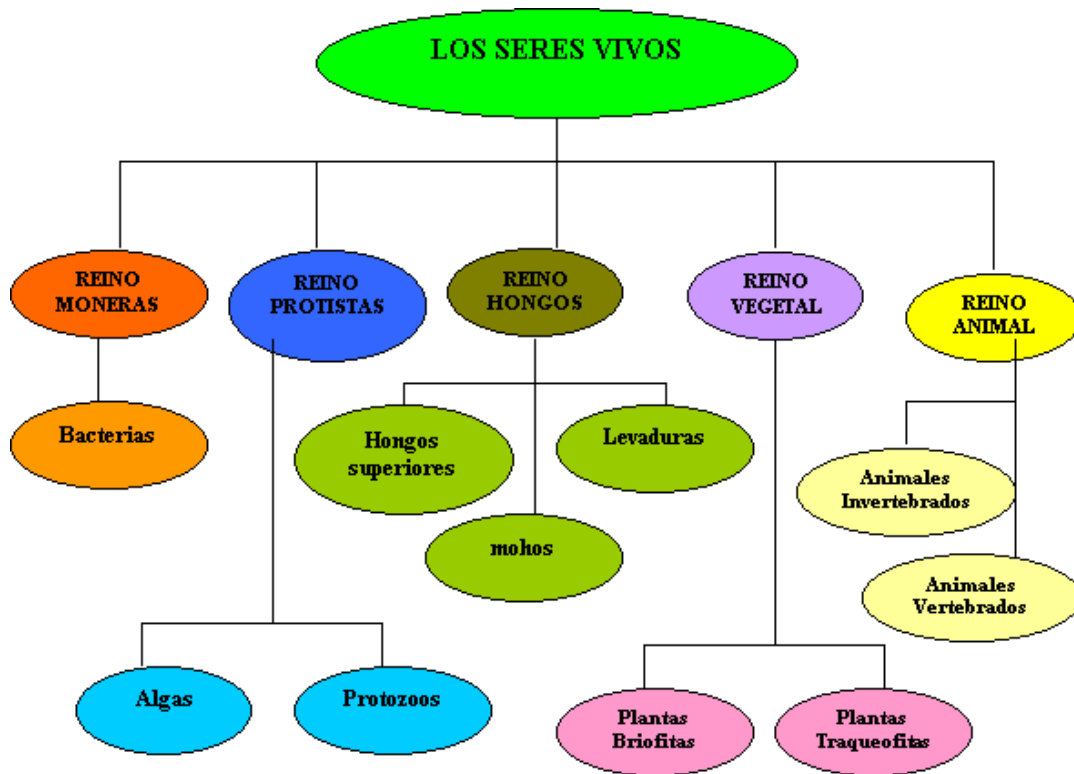 LOS SERES VIVOS
REINO
MONERAS
REINO
PROTISTAS
REINO
HONGOS
REINO
VEGETAL
REINO
ANIMAL
Bacterias
Hongos
superiores
Levaduras
mohos
Animales
Invertebrados
Animales
Vertebrados
Algas
Protozoos
Plantas
Briofitas
Plantas
Traqueofitas